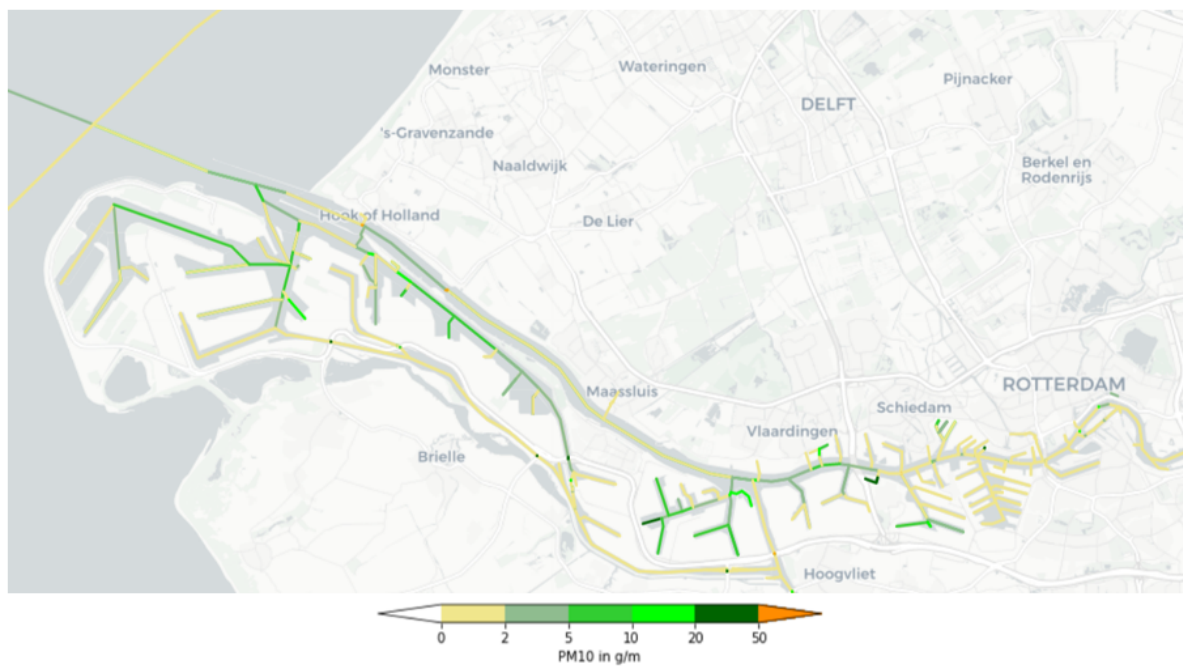 Monster
Wateringen
Pijnacker
DELFT
's-Gravenzande
Naaldwijk
Berkel en
Rodenrijs
Hook of Holland
De Lier
Maassluis
ROTTERDAM
Schiedam
Vlaardingen
Brielle
Hoogvliet
0 2 5 10 20 50
PM10 in g/m